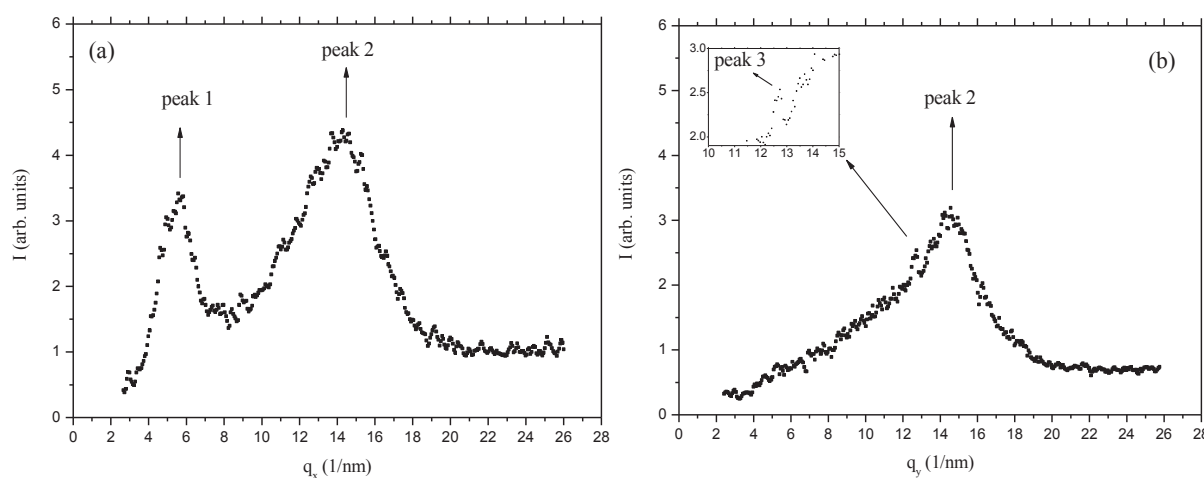 (a)
peak 1
peak 2
I (arb. units)
6
5
4
3
2
1
0
0 2 4 6 8 10 12 14 16 18 20 22 24 26 28
qₓ (1/nm)
(b)
peak 3
3.0
2.5
2.0
10 11 12 13 14 15
peak 2
I (arb. units)
6
5
4
3
2
1
0
0 2 4 6 8 10 12 14 16 18 20 22 24 26 28
q_y (1/nm)